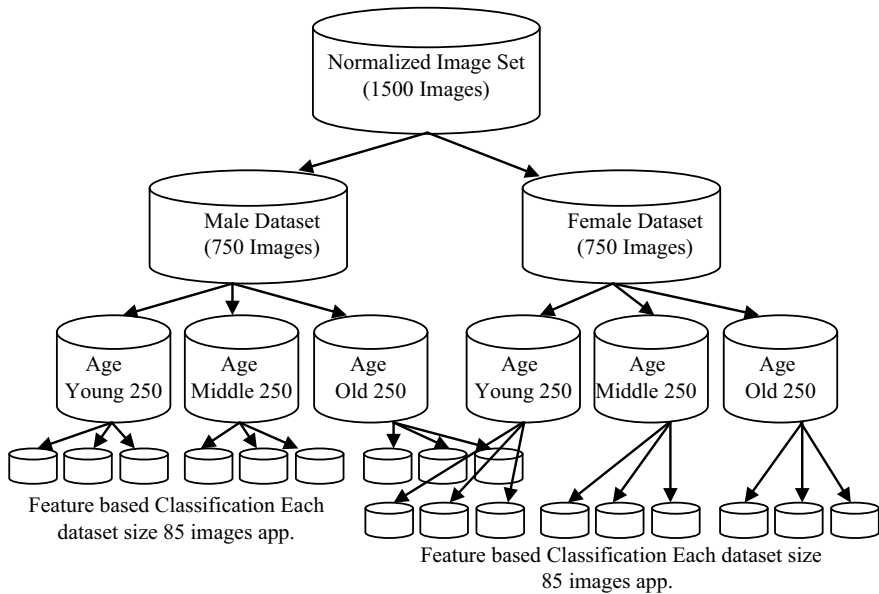 Normalized Image Set
(1500 Images)
Male Dataset
(750 Images)
Female Dataset
(750 Images)
Age
Young 250
Age
Middle 250
Age
Old 250
Age
Young 250
Age
Middle 250
Age
Old 250
Feature based Classification Each
dataset size 85 images app.
Feature based Classification Each dataset size
85 images app.